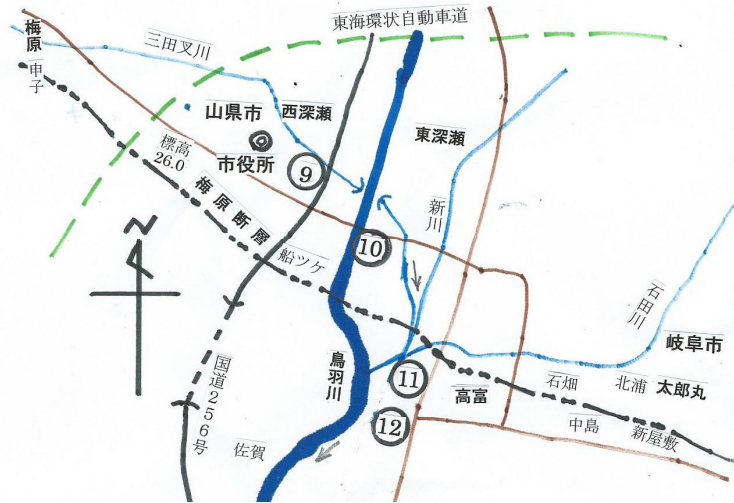 東海環状自動車道
梅原
甲子
三田叉川
山県市
西深瀬
市役所
標高
26.0
9
東深瀬
梅原断層
新川
10
船ツケ
N
石田川
岐阜市
鳥羽川
国道256号
11
高富
石畑
北浦
太郎丸
12
中島
新屋敷
佐賀